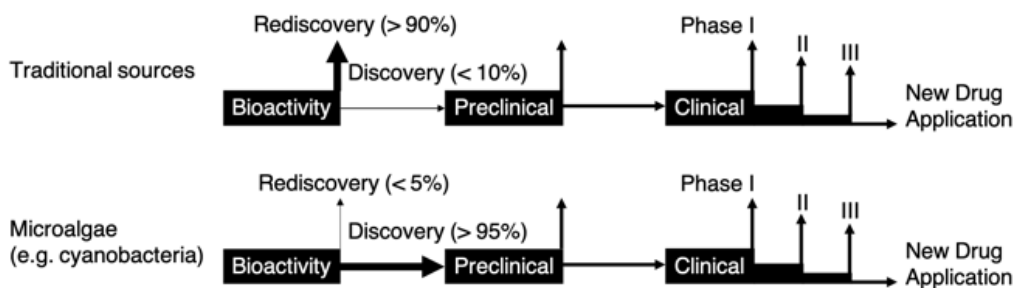 Rediscovery (> 90%)
Phase I
II
III
Traditional sources
Discovery (< 10%)
Bioactivity
Preclinical
Clinical
New Drug
Application
Rediscovery (< 5%)
Phase I
II
III
Microalgae
(e.g. cyanobacteria)
Discovery (> 95%)
Bioactivity
Preclinical
Clinical
New Drug
Application